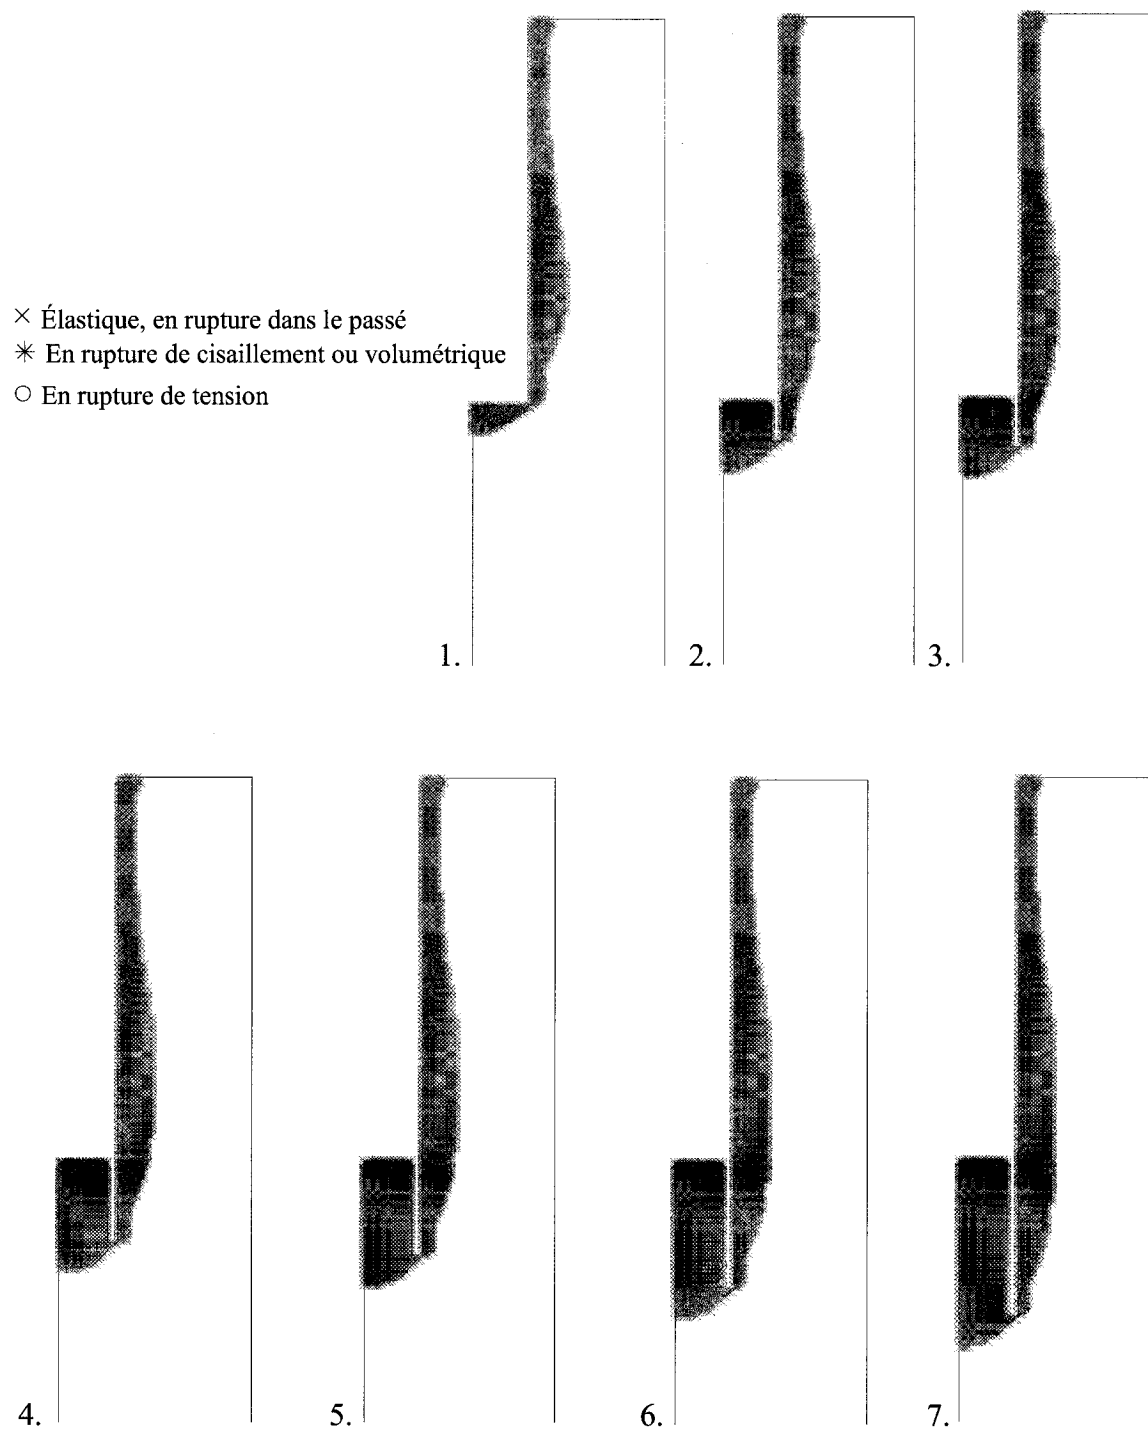 × Élastique, en rupture dans le passé
✳ En rupture de cisaillement ou volumétrique
○ En rupture de tension
1.
2.
3.
4.
5.
6.
7.